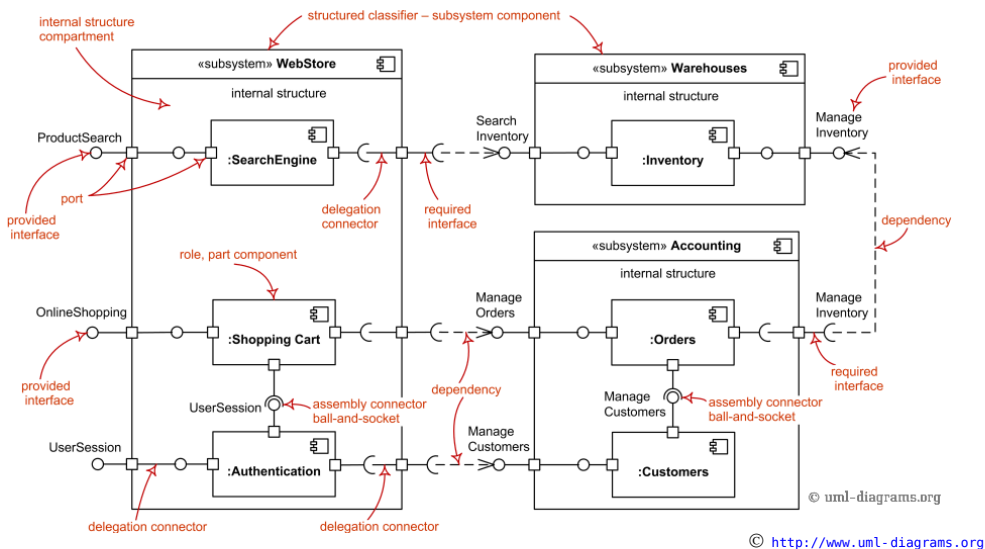 structured classifier – subsystem component
internal structure
compartment
«subsystem» WebStore
internal structure
«subsystem» Warehouses
internal structure
provided
interface
ProductSearch
:SearchEngine
Search
Inventory
:Inventory
Manage
Inventory
port
provided
interface
delegation
connector
required
interface
dependency
role, part component
«subsystem» Accounting
internal structure
OnlineShopping
:Shopping Cart
Manage
Orders
:Orders
Manage
Inventory
provided
interface
dependency
required
interface
UserSession
assembly connector
ball-and-socket
Manage
Customers
assembly connector
ball-and-socket
UserSession
:Authentication
Manage
Customers
:Customers
© uml-diagrams.org
delegation connector
delegation connector
© http://www.uml-diagrams.org